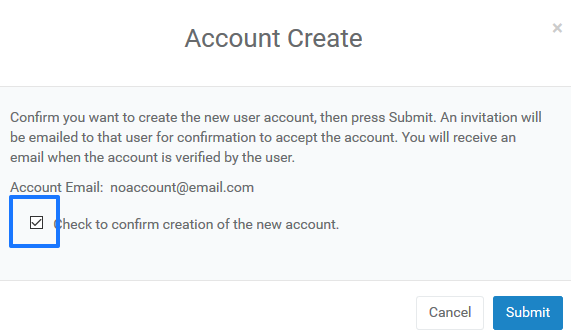 Account Create
×
Confirm you want to create the new user account, then press Submit. An invitation will
be emailed to that user for confirmation to accept the account. You will receive an
email when the account is verified by the user.
Account Email: noaccount@email.com
Check to confirm creation of the new account.
Cancel
Submit